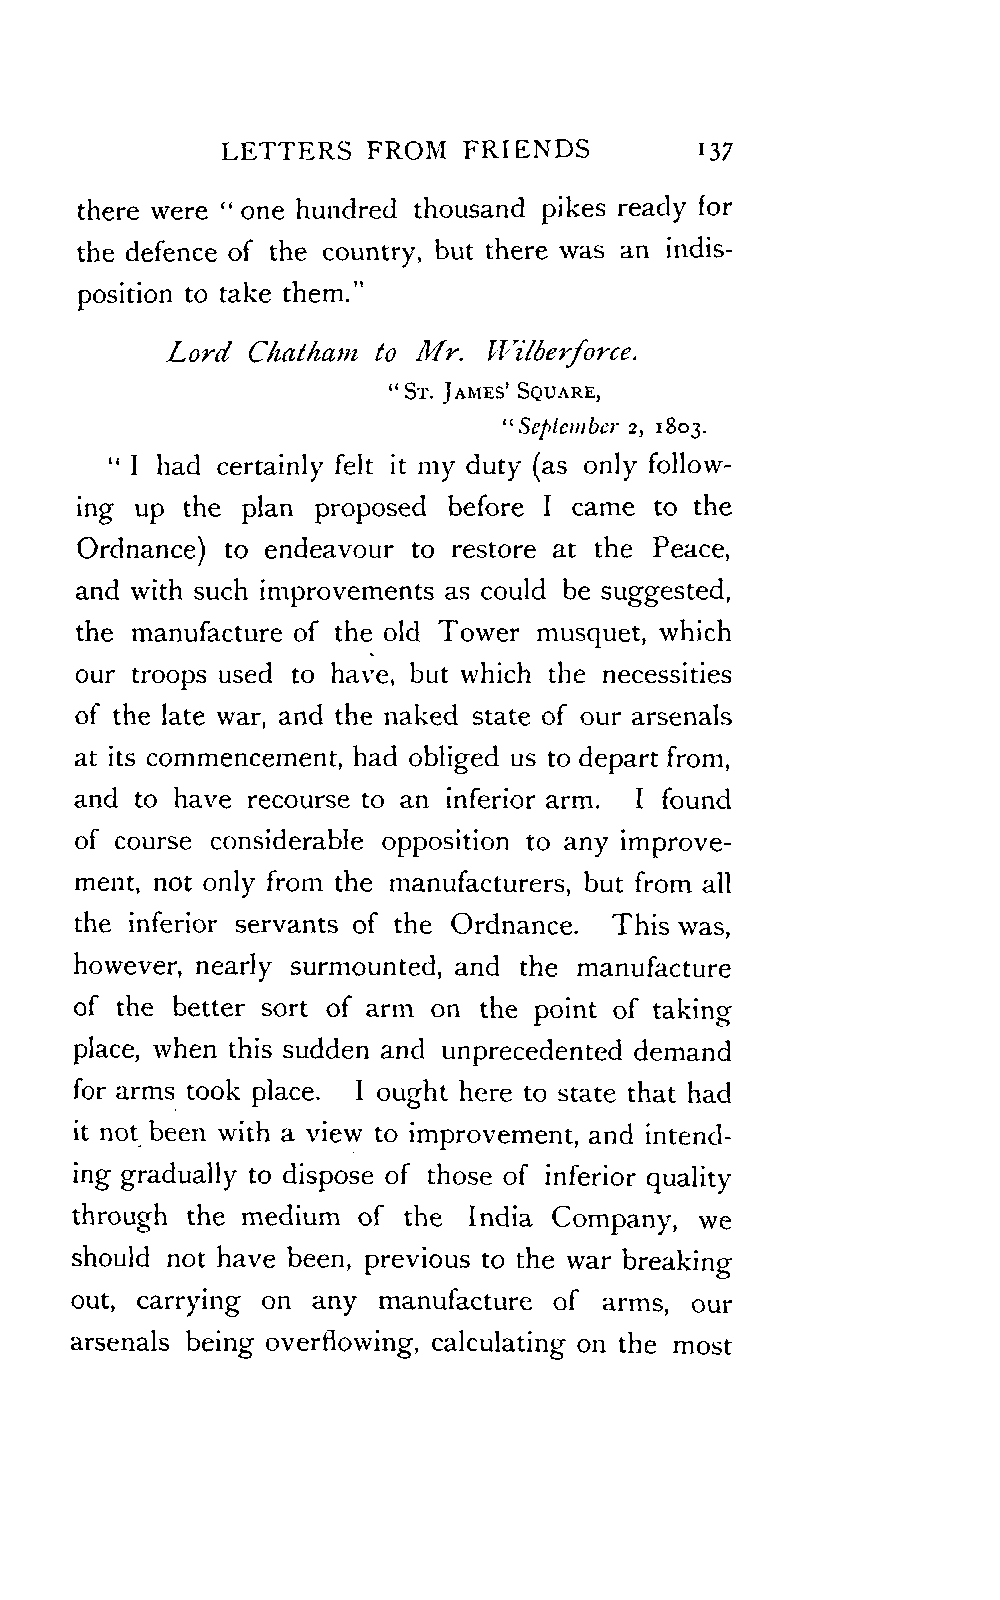 LETTERS FROM FRIENDS 137
there were “ one hundred thousand pikes ready for
the defence of the country, but there was an indis-
position to take them.”
Lord Chatham to Mr. Wilberforce.
“ St. James' Square,
“ September 2, 1803.
“ I had certainly felt it my duty (as only follow-
ing up the plan proposed before I came to the
Ordnance) to endeavour to restore at the Peace,
and with such improvements as could be suggested,
the manufacture of the old Tower musquet, which
our troops used to have, but which the necessities
of the late war, and the naked state of our arsenals
at its commencement, had obliged us to depart from,
and to have recourse to an inferior arm. I found
of course considerable opposition to any improve-
ment, not only from the manufacturers, but from all
the inferior servants of the Ordnance. This was,
however, nearly surmounted, and the manufacture
of the better sort of arm on the point of taking
place, when this sudden and unprecedented demand
for arms took place. I ought here to state that had
it not been with a view to improvement, and intend-
ing gradually to dispose of those of inferior quality
through the medium of the India Company, we
should not have been, previous to the war breaking
out, carrying on any manufacture of arms, our
arsenals being overflowing, calculating on the most